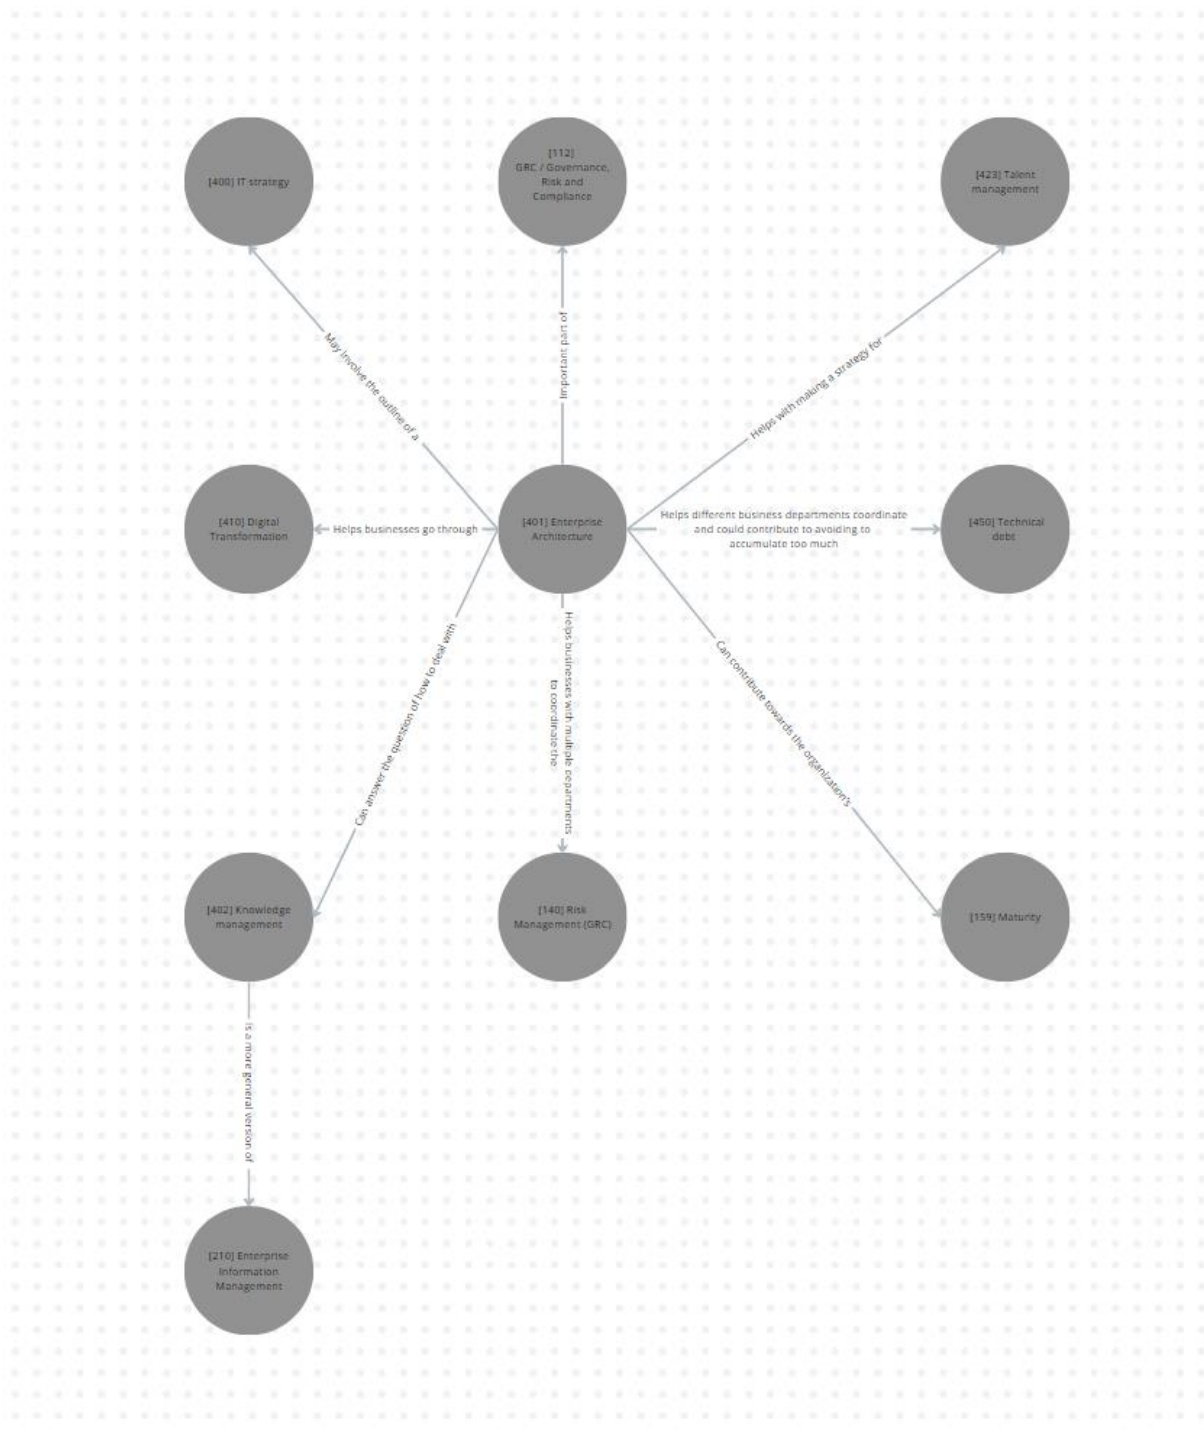 [400] IT strategy
[112]
GRC / Governance,
Risk and
Compliance
[423] Talent
management
May involve the outline of a
Important part of
Helps with making a strategy for
[410] Digital
Transformation
Helps businesses go through
[401] Enterprise
Architecture
Helps different business departments coordinate
and could contribute to avoiding to
accumulate too much
[450] Technical
debt
Can answer the question of how to deal with
Helps businesses with multiple departments
to coordinate the
Can contribute towards the organization's
[402] Knowledge
management
[140] Risk
Management (GRC)
[159] Maturity
is a more general version of
[210] Enterprise
Information
Management